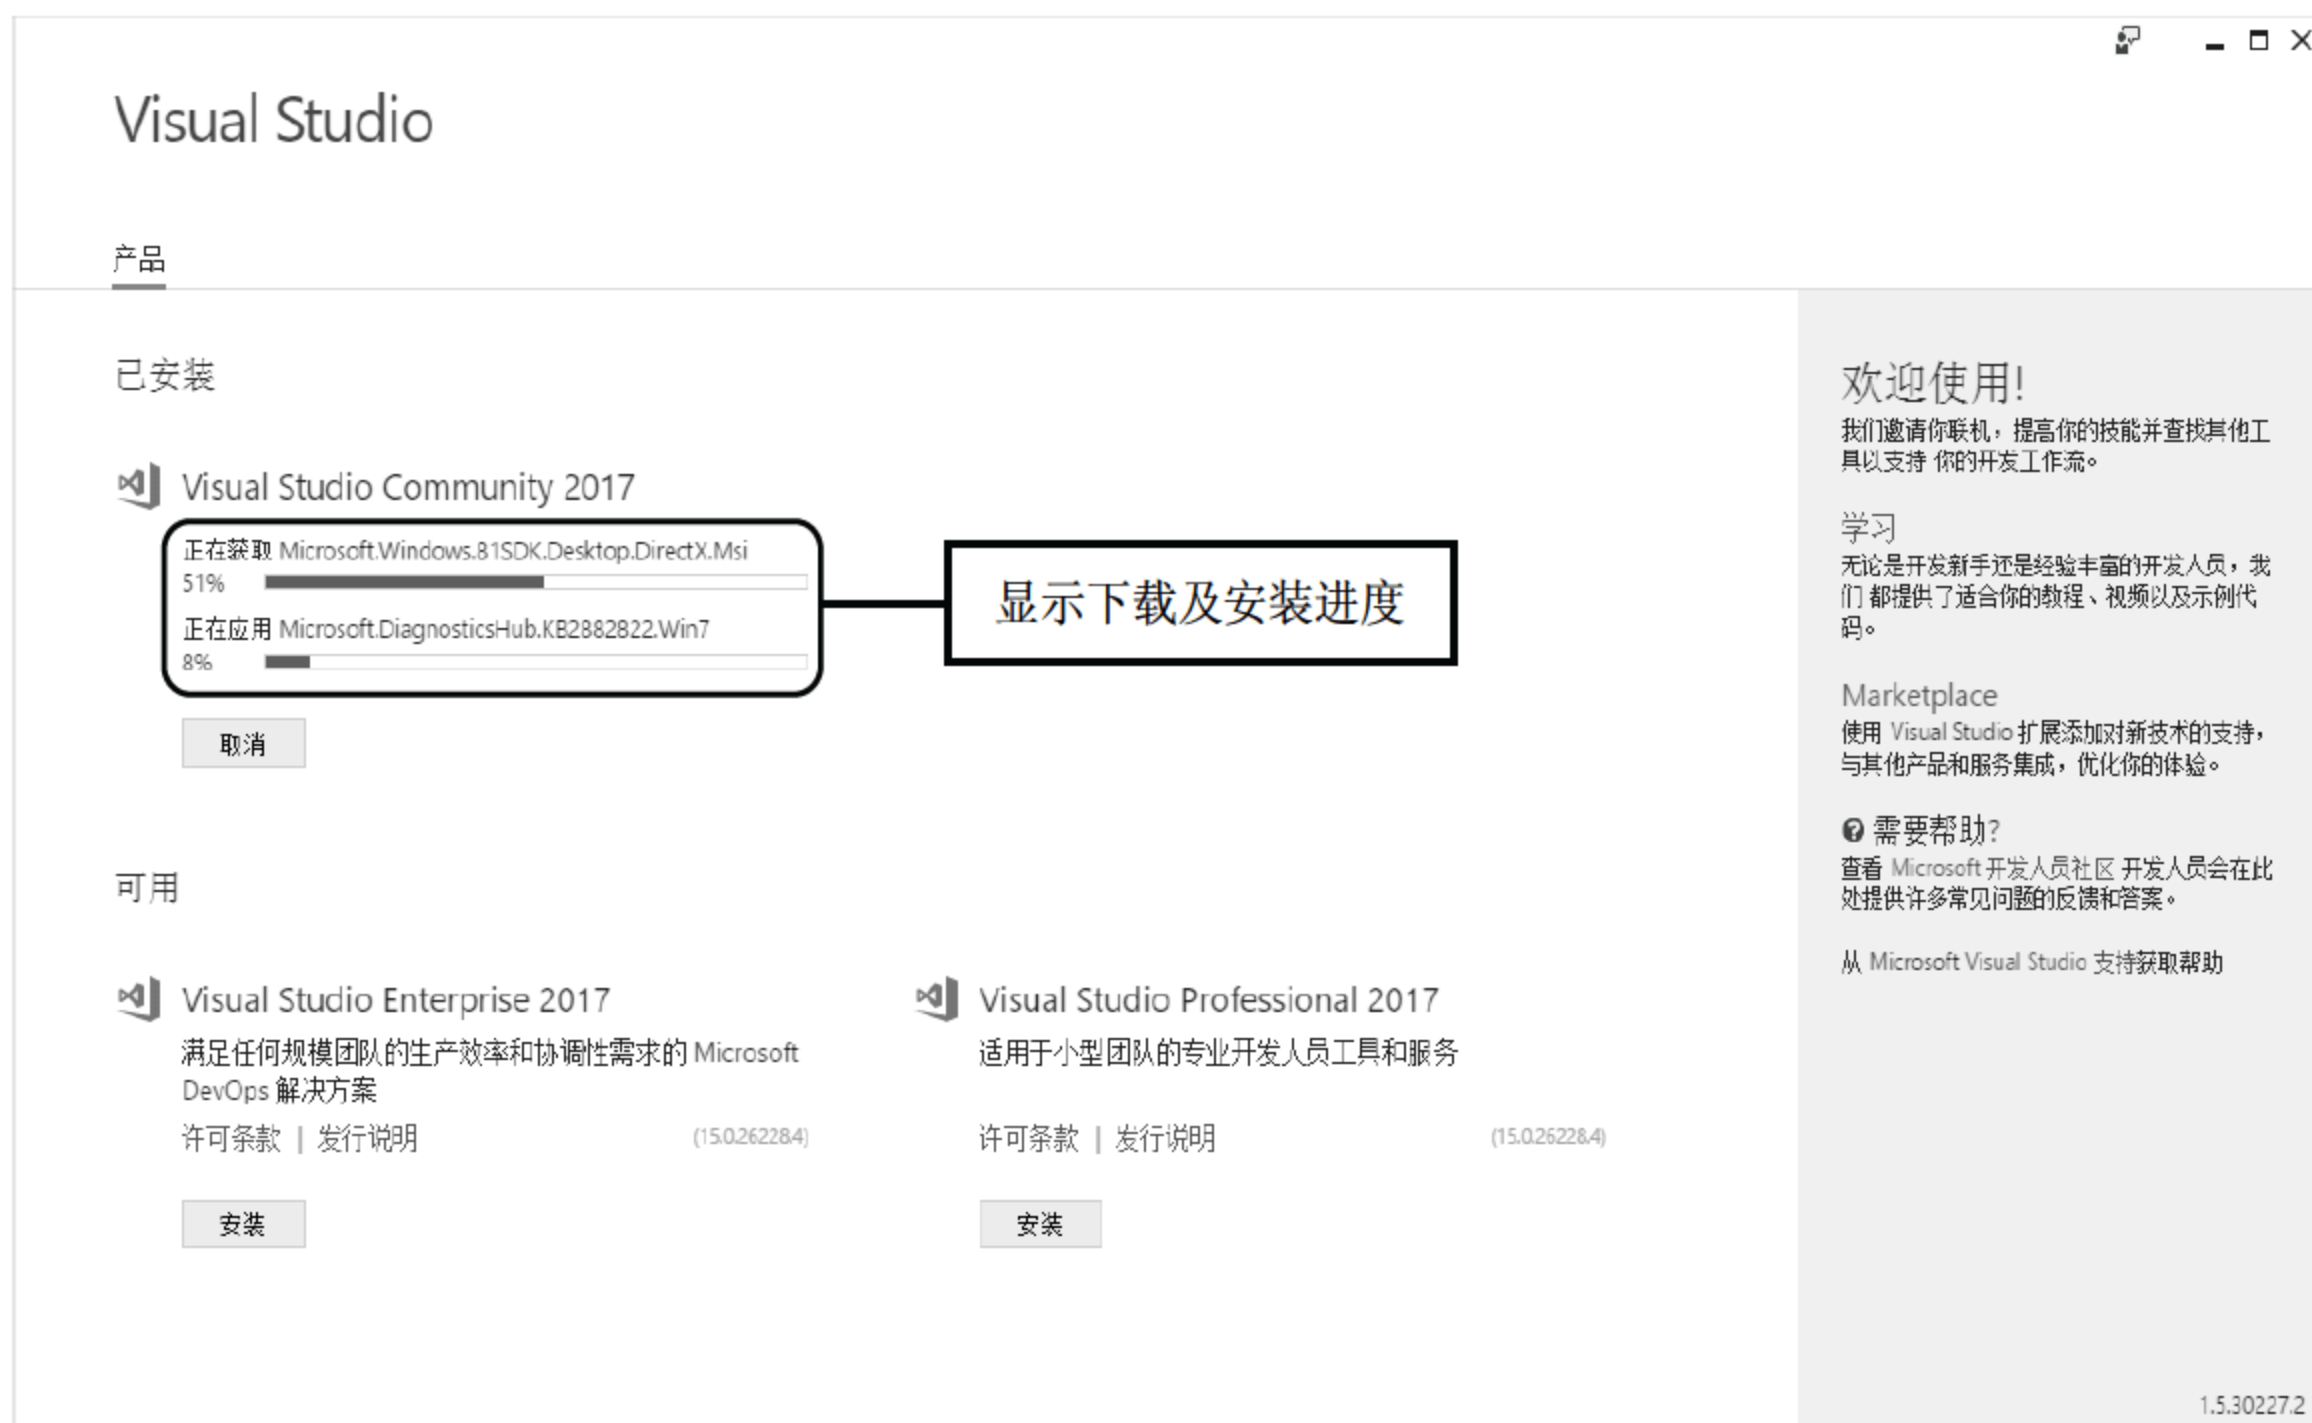 Visual Studio
产品
已安装
Visual Studio Community 2017
正在获取 Microsoft.Windows.81SDK.Desktop.DirectX.Msi
51%
正在应用 Microsoft.DiagnosticsHub.KB2882822.Win7
8%
显示下载及安装进度
取消
可用
Visual Studio Enterprise 2017
满足任何规模团队的生产效率和协调性需求的 Microsoft
DevOps 解决方案
许可条款 | 发行说明 (15.0.26228.4)
安装
Visual Studio Professional 2017
适用于小型团队的专业开发人员工具和服务
许可条款 | 发行说明 (15.0.26228.4)
安装
欢迎使用!
我们邀请你联机，提高你的技能并查找其他工
具以支持 你的开发工作流。
学习
无论是开发新手还是经验丰富的开发人员，我
们 都提供了适合你的教程、视频以及示例代
码。
Marketplace
使用 Visual Studio 扩展添加对新技术的支持，
与其他产品和服务集成，优化你的体验。
需要帮助?
查看 Microsoft 开发人员社区 开发人员会在此
处提供许多常见问题的反馈和答案。
从 Microsoft Visual Studio 支持获取帮助
1.5.30227.2